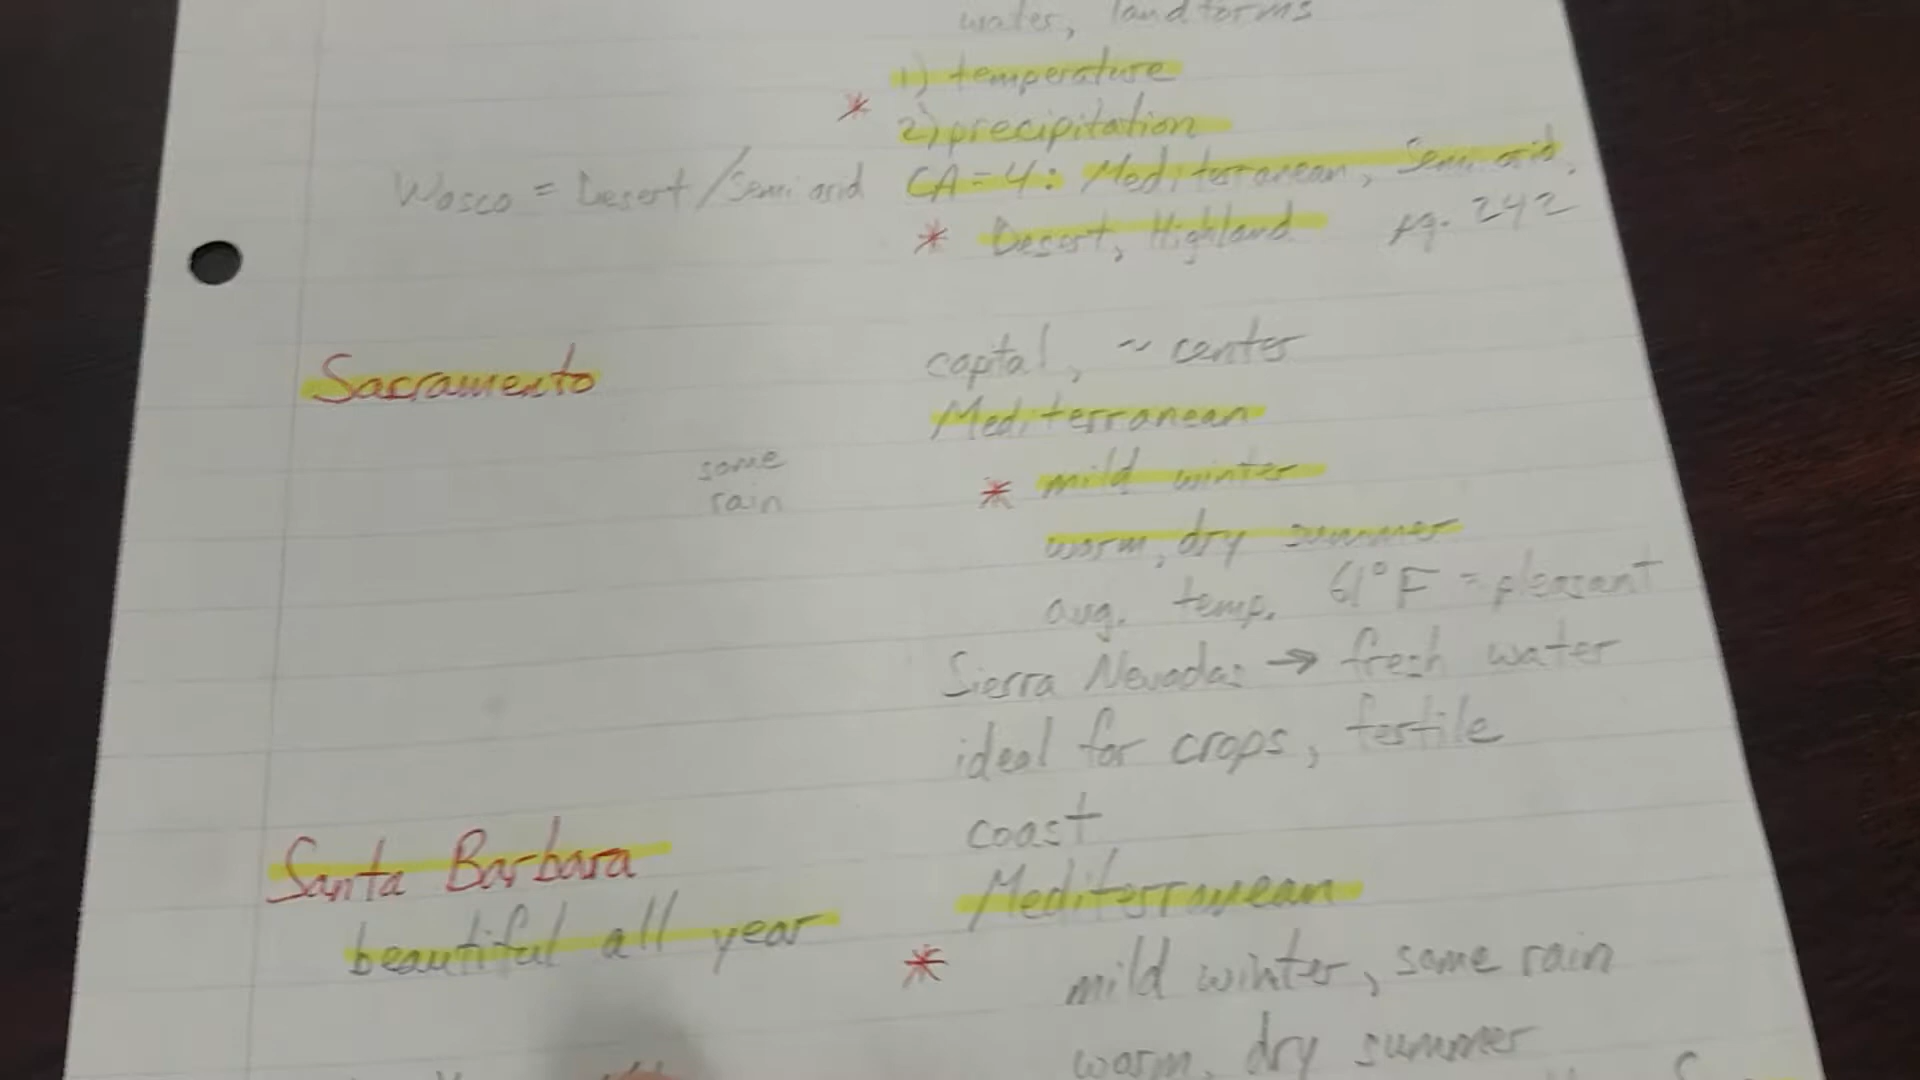 water, landforms
1) temperature
* 2) precipitation
Wasco = Desert/Semi arid CA = 4: Mediterranean, Semi arid,
* Desert, Highland pg. 242
Sacramento
capital, ~ center
Mediterranean
some
rain
* mild winter
warm, dry summer
avg. temp. 61°F = pleasant
Sierra Nevadas → fresh water
ideal for crops, fertile
Santa Barbara
beautiful all year
coast
Mediterranean
* mild winter, some rain
warm, dry summer